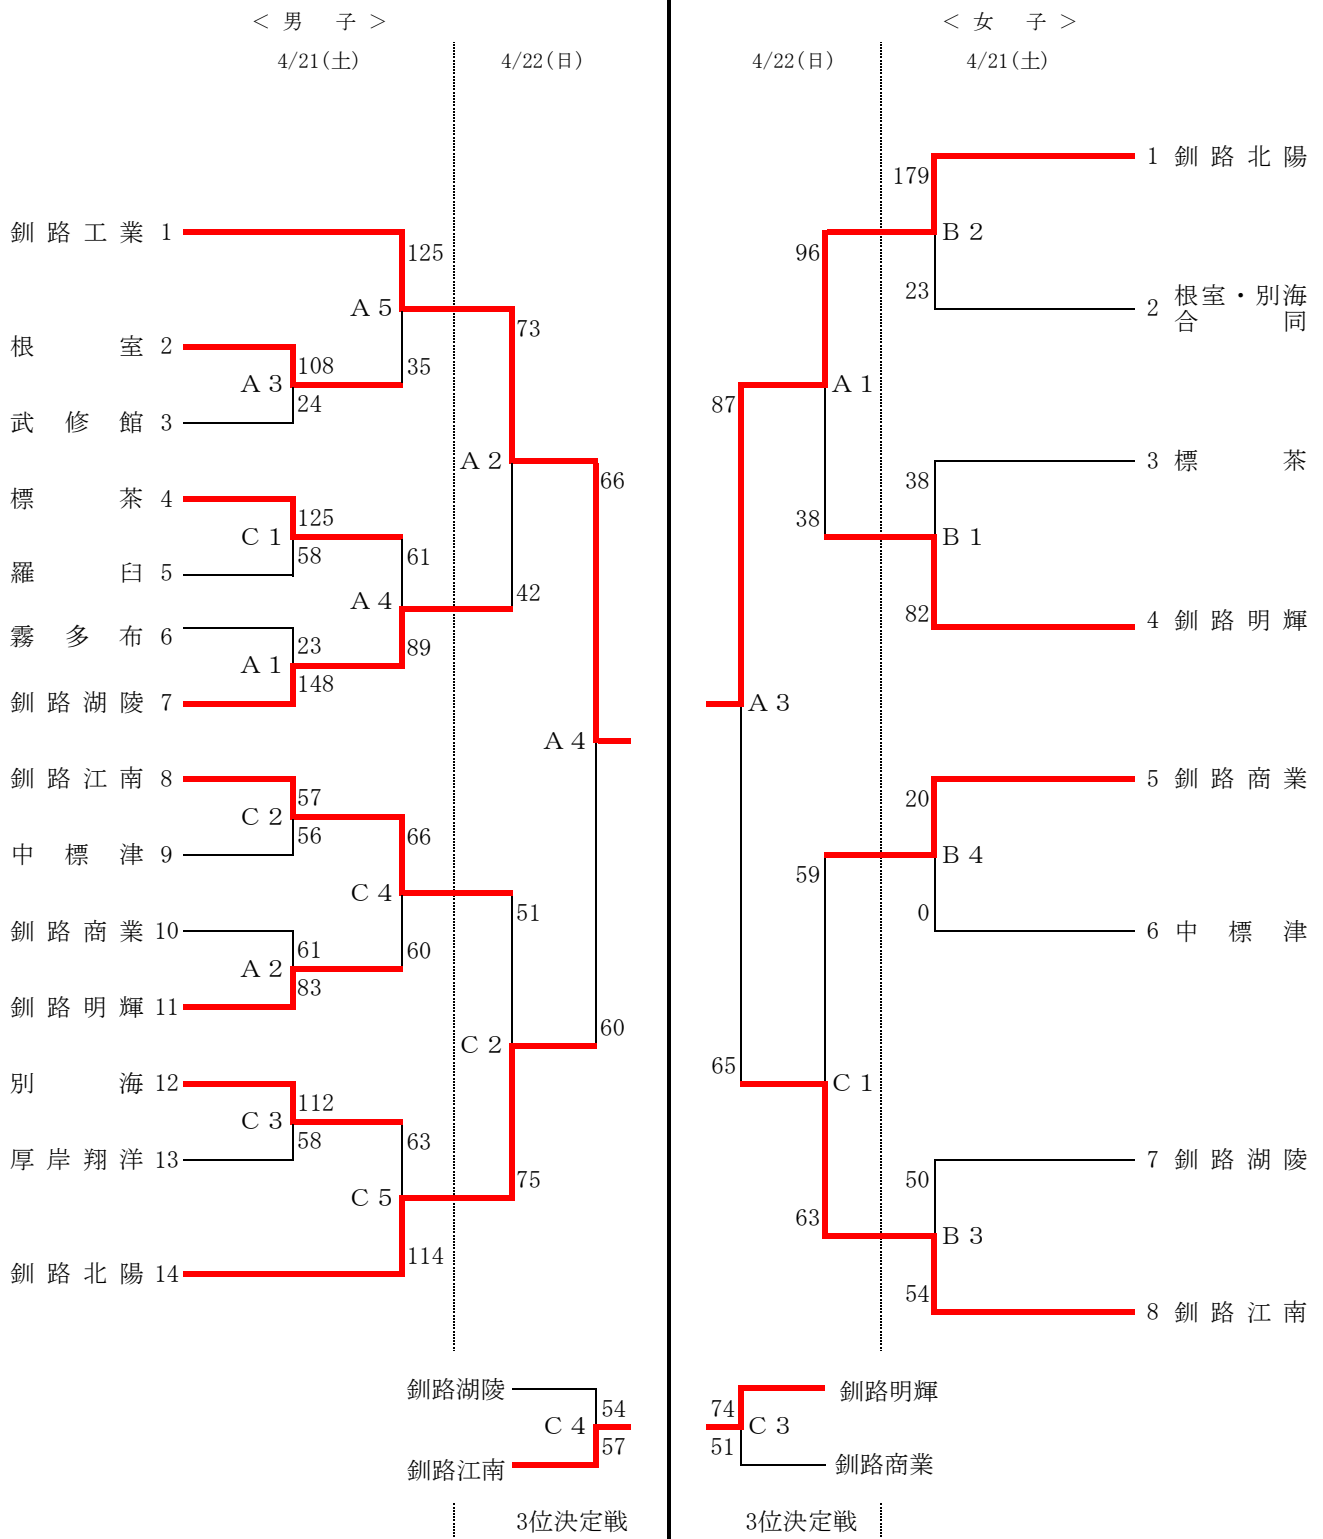 ＜ 男 子 ＞
4/21(土)
4/22(日)
釧路工業 1
125
A 5
73
根室 2
108
35
A 3
24
武修館 3
A 2
66
標茶 4
125
C 1
58
61
羅臼 5
42
A 4
霧多布 6
23
89
A 1
148
釧路湖陵 7
A 4
釧路江南 8
57
C 2
56
66
中標津 9
C 4
51
釧路商業 10
61
60
A 2
83
釧路明輝 11
60
C 2
別海 12
112
C 3
58
63
厚岸翔洋 13
75
C 5
114
釧路北陽 14
釧路湖陵
54
C 4
57
釧路江南
3位決定戦
＜ 女 子 ＞
4/22(日)
4/21(土)
1 釧路北陽
179
B 2
96
23
2 根室・別海
合同
A 1
87
3 標茶
38
38
B 1
82
4 釧路明輝
A 3
5 釧路商業
20
B 4
59
0
6 中標津
65
C 1
7 釧路湖陵
50
63
B 3
54
8 釧路江南
釧路明輝
74
C 3
51
釧路商業
3位決定戦